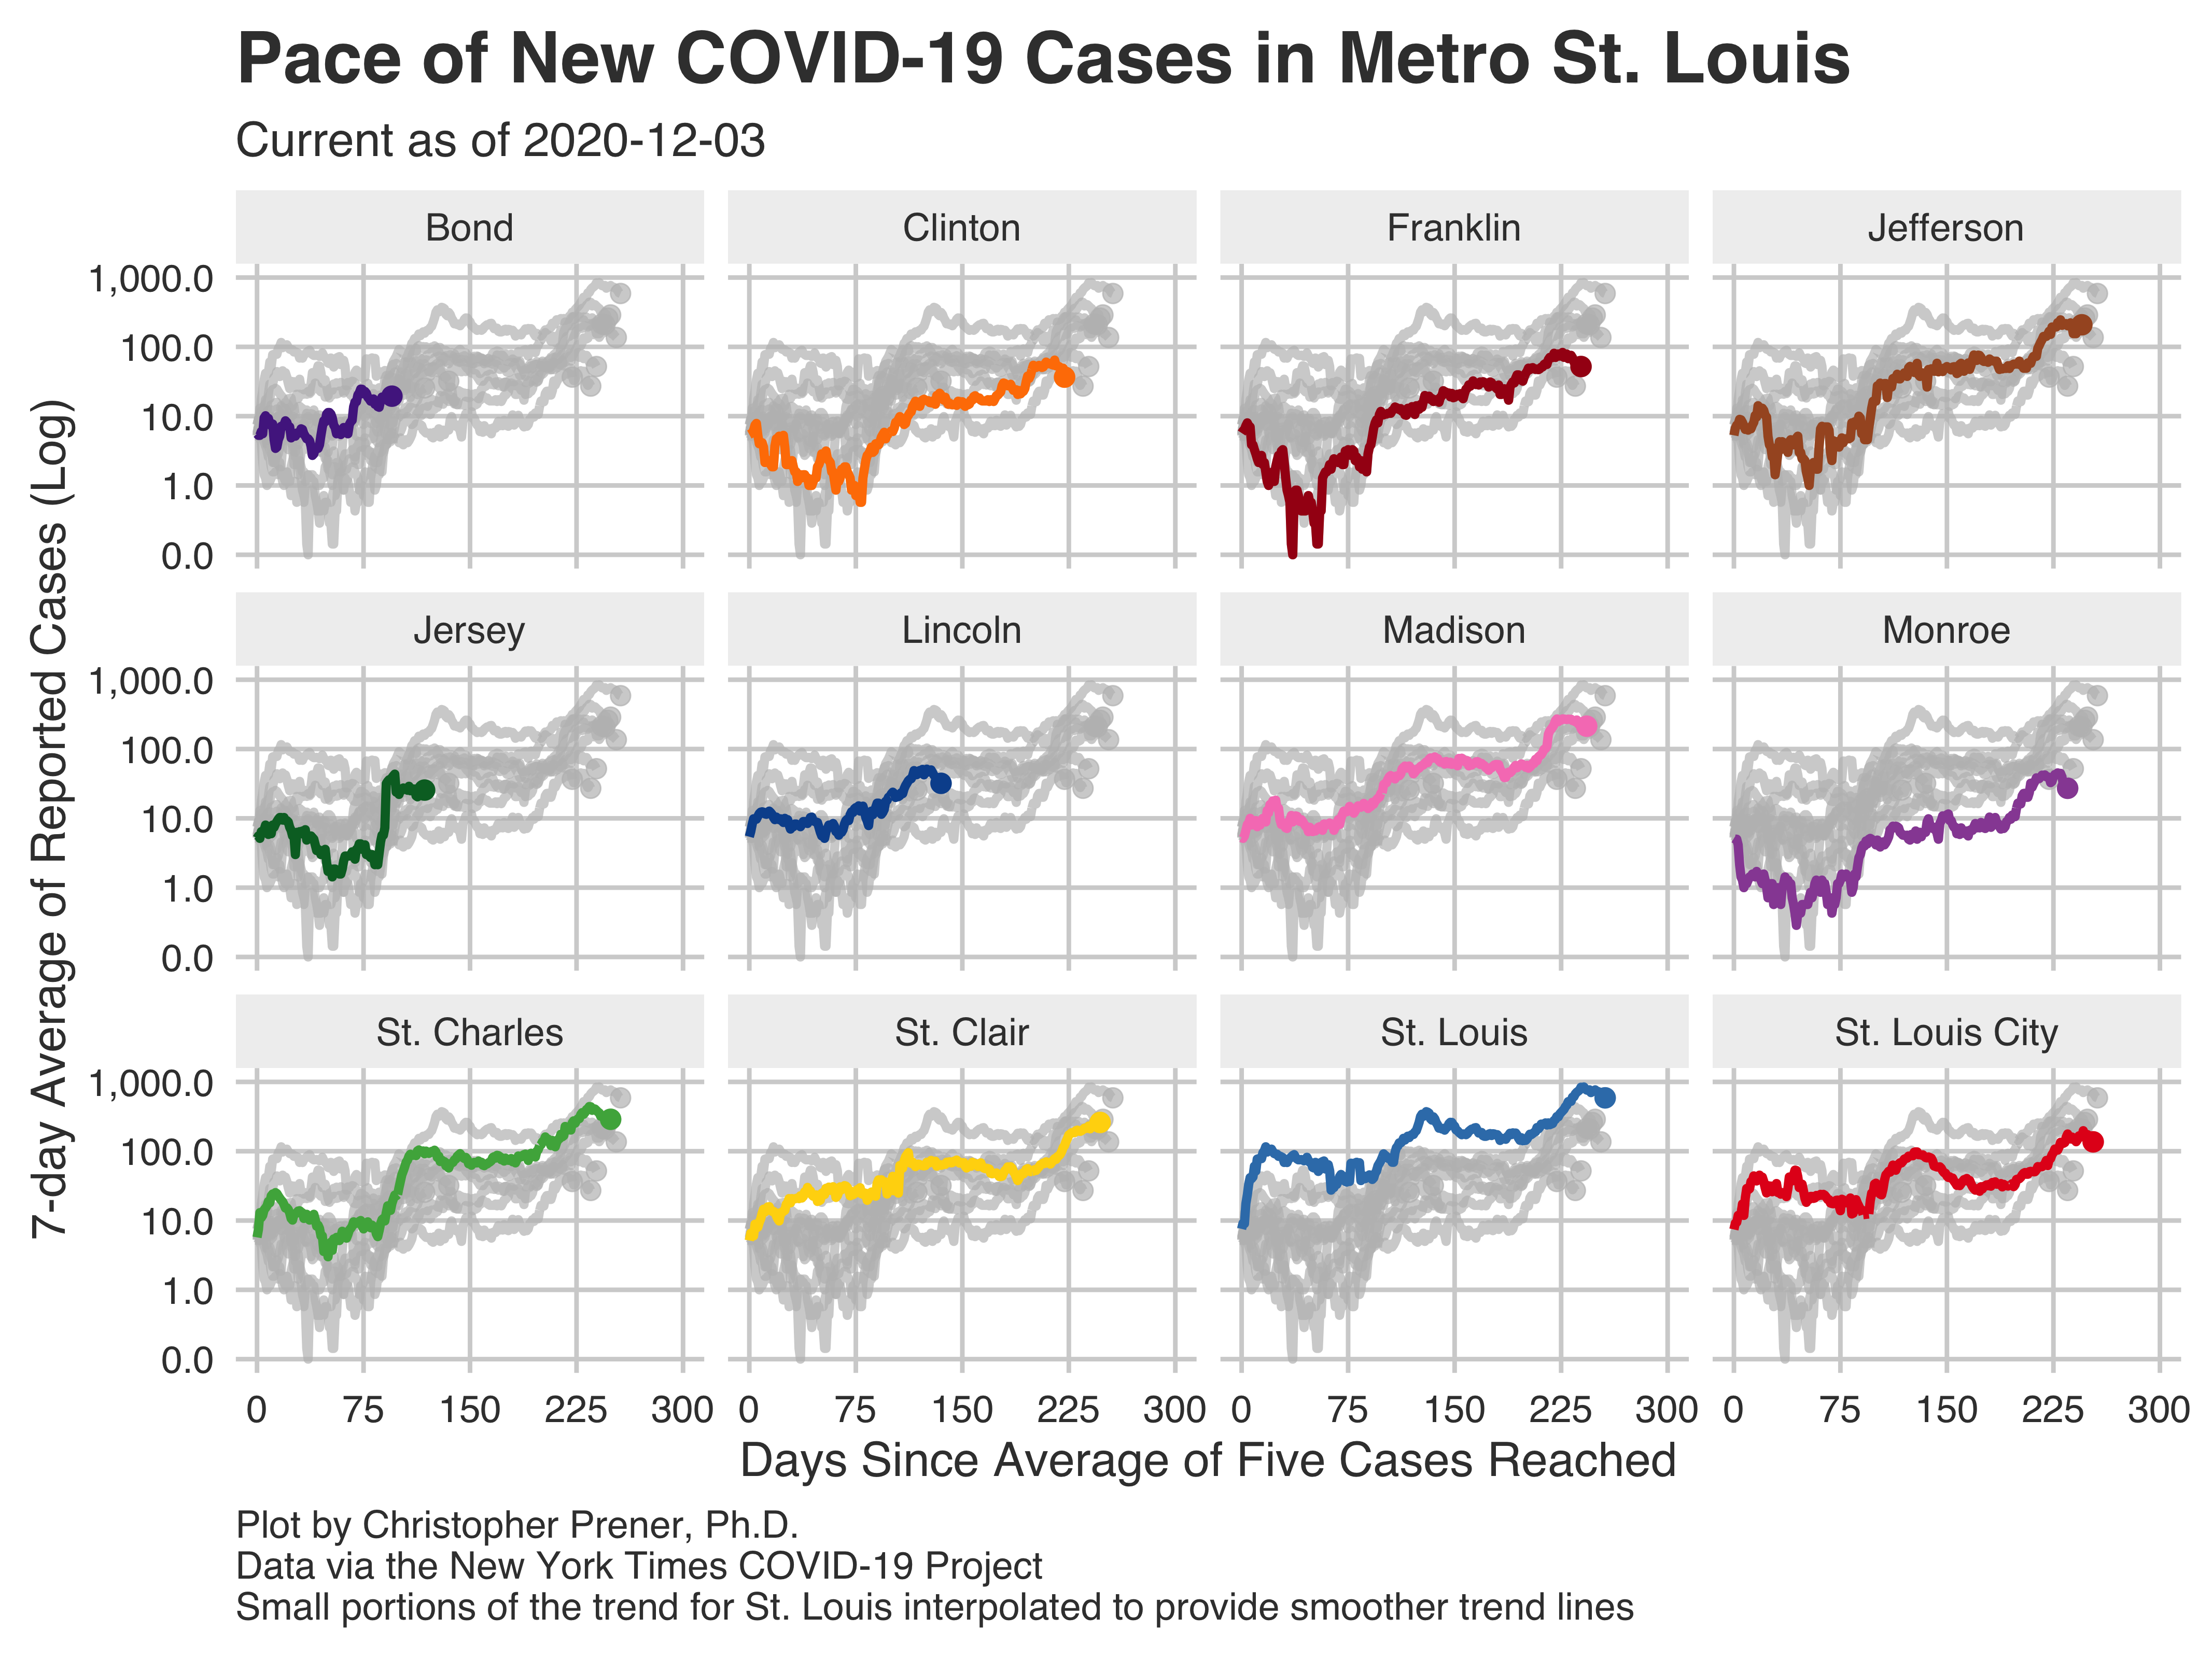 Pace of New COVID-19 Cases in Metro St. Louis
Current as of 2020-12-03
7-day Average of Reported Cases (Log)
Bond
Clinton
Franklin
Jefferson
1,000.0
100.0
10.0
1.0
0.0
Jersey
Lincoln
Madison
Monroe
1,000.0
100.0
10.0
1.0
0.0
St. Charles
St. Clair
St. Louis
St. Louis City
1,000.0
100.0
10.0
1.0
0.0
0 75 150 225 300 0 75 150 225 300 0 75 150 225 300 0 75 150 225 300
Days Since Average of Five Cases Reached
Plot by Christopher Prener, Ph.D.
Data via the New York Times COVID-19 Project
Small portions of the trend for St. Louis interpolated to provide smoother trend lines